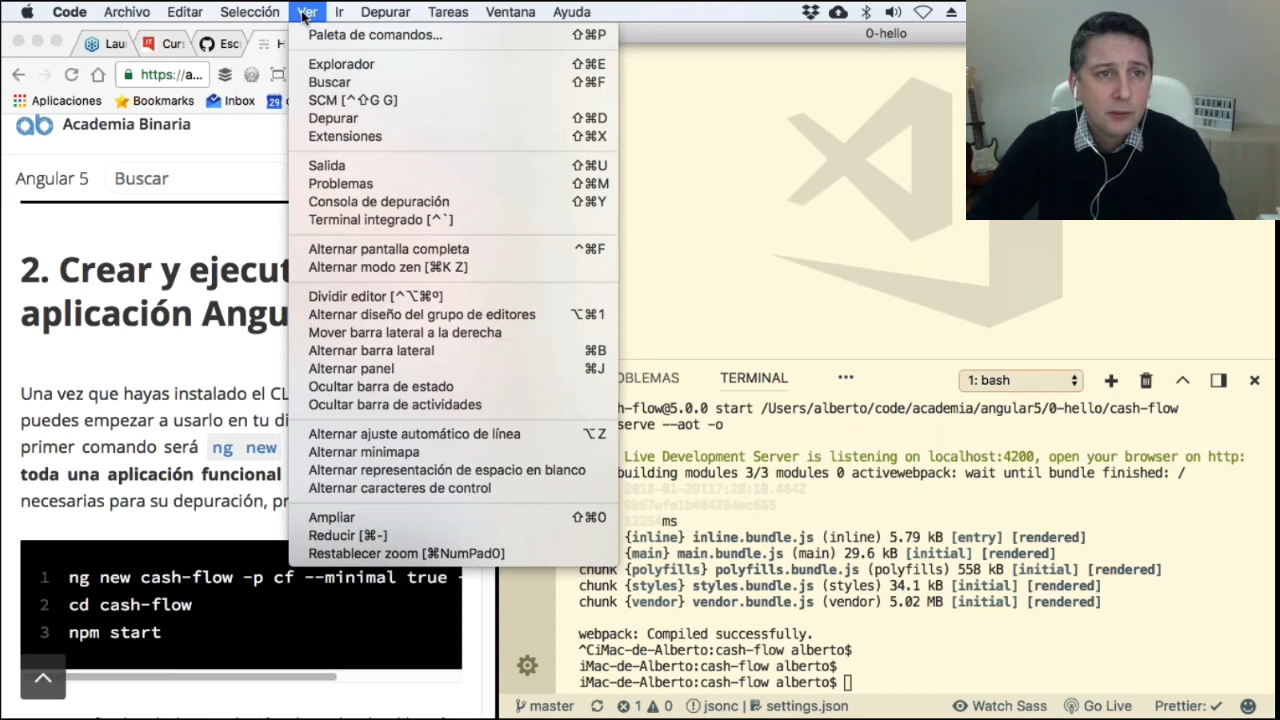 Code Archivo Editar Selección Ver Ir Depurar Tareas Ventana Ayuda
0-hello
Lau Cur Esc H
https://a...
Aplicaciones Bookmarks Inbox 29
Academia Binaria
Angular 5 Buscar
2. Crear y ejecut
aplicación Angu
Una vez que hayas instalado el CL
puedes empezar a usarlo en tu di
primer comando será ng new
toda una aplicación funcional
necesarias para su depuración, pr
1 ng new cash-flow -p cf --minimal true -
2 cd cash-flow
3 npm start
Paleta de comandos... ⇧⌘P
Explorador ⇧⌘E
Buscar ⇧⌘F
SCM [^⇧G G]
Depurar ⇧⌘D
Extensiones ⇧⌘X
Salida ⇧⌘U
Problemas ⇧⌘M
Consola de depuración ⇧⌘Y
Terminal integrado [^`]
Alternar pantalla completa ^⌘F
Alternar modo zen [⌘K Z]
Dividir editor [^⌥⌘º]
Alternar diseño del grupo de editores ⌥⌘1
Mover barra lateral a la derecha
Alternar barra lateral ⌘B
Alternar panel ⌘J
Ocultar barra de estado
Ocultar barra de actividades
Alternar ajuste automático de línea ⌥Z
Alternar minimapa
Alternar representación de espacio en blanco
Alternar caracteres de control
Ampliar ⇧⌘0
Reducir [⌘-]
Restablecer zoom [⌘NumPad0]
ACADEMIA
BINARIA
OBLEMAS TERMINAL ••• 1: bash
h-flow@5.0.0 start /Users/alberto/code/academia/angular5/0-hello/cash-flow
serve --aot -o
Live Development Server is listening on localhost:4200, open your browser on http:
building modules 3/3 modules 0 activewebpack: wait until bundle finished: /
ms
{inline} inline.bundle.js (inline) 5.79 kB [entry] [rendered]
{main} main.bundle.js (main) 29.6 kB [initial] [rendered]
chunk {polyfills} polyfills.bundle.js (polyfills) 558 kB [initial] [rendered]
chunk {styles} styles.bundle.js (styles) 34.1 kB [initial] [rendered]
chunk {vendor} vendor.bundle.js (vendor) 5.02 MB [initial] [rendered]
webpack: Compiled successfully.
^CiMac-de-Alberto:cash-flow alberto$
iMac-de-Alberto:cash-flow alberto$
iMac-de-Alberto:cash-flow alberto$
master 1 0 jsonc settings.json Watch Sass Go Live Prettier: ✓